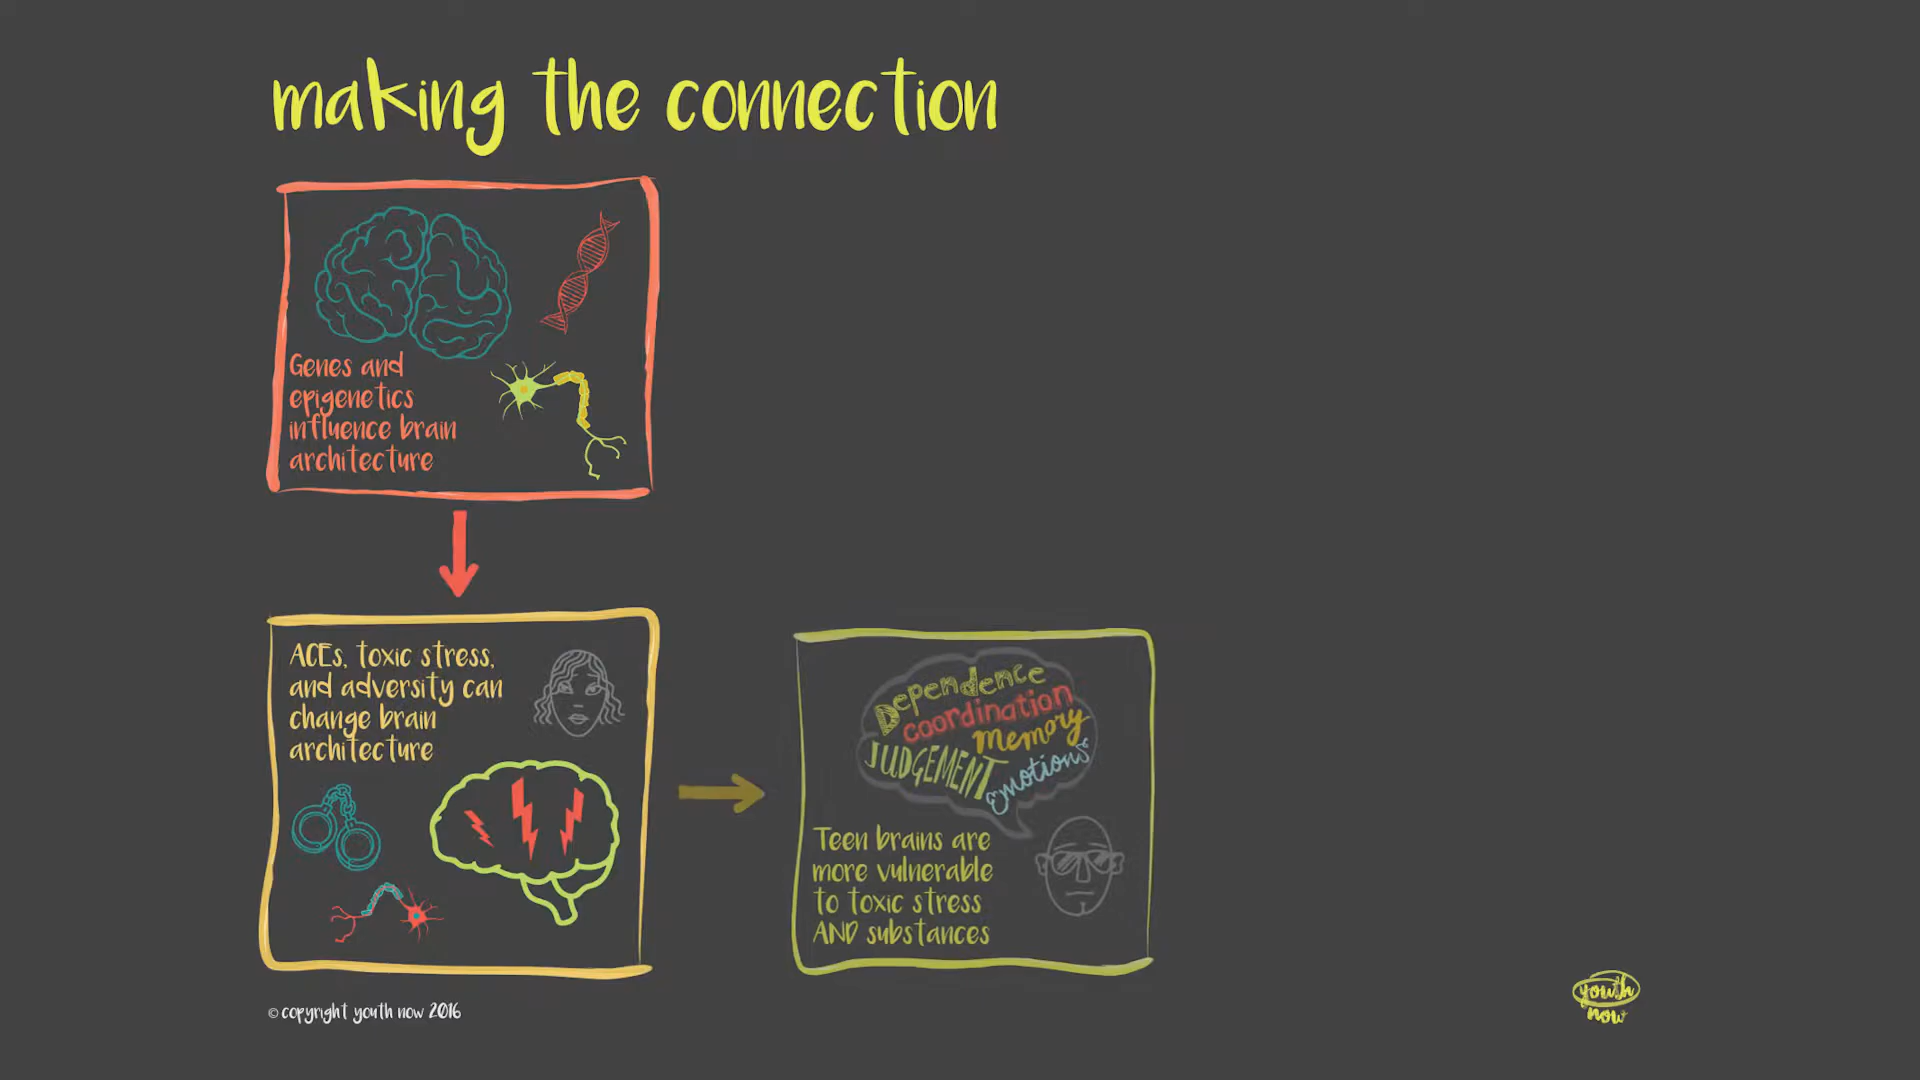 making the connection
Genes and
epigenetics
influence brain
architecture
ACEs, toxic stress,
and adversity can
change brain
architecture
Dependence
coordination
Memory
JUDGEMENT
Emotions
Teen brains are
more vulnerable
to toxic stress
AND substances
© copyright youth now 2016
youth
now